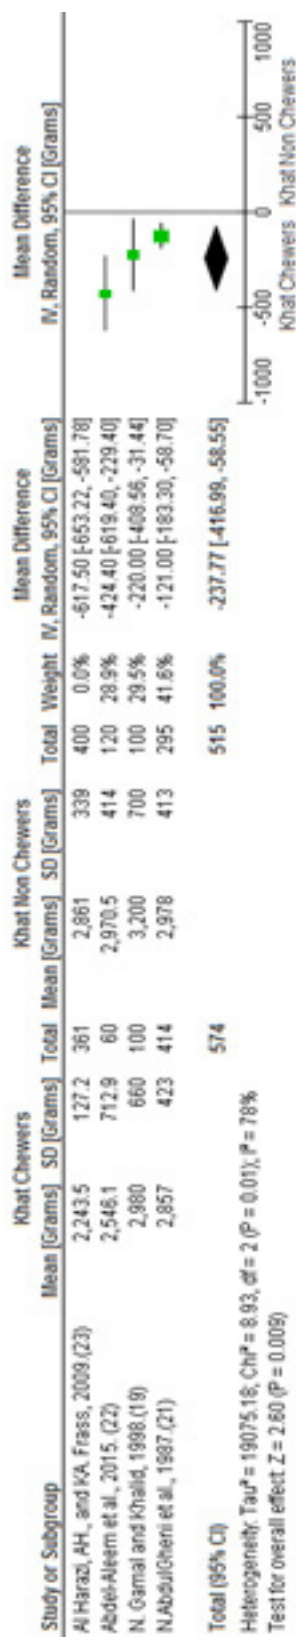 Khat Chewers Khat Non Chewers Mean Difference Mean Difference
Study or Subgroup Mean [Grams] SD [Grams] Total Mean [Grams] SD [Grams] Total Weight IV, Random, 95% CI [Grams] IV, Random, 95% CI [Grams]
Al Harazi, AH., and KA. Frass, 2009.(23) 2,243.5 127.2 361 2,861 339 400 0.0% -617.50 [-653.22, -581.78]
Abdel-Aleem et al., 2015. (22) 2,546.1 712.9 60 2,970.5 414 120 28.9% -424.40 [-619.40, -229.40]
N. Gamal and Khalid, 1998.(19) 2,980 660 100 3,200 700 100 29.5% -220.00 [-408.56, -31.44]
N.AbdulGheni et al., 1987.(21) 2,857 423 414 2,978 413 295 41.6% -121.00 [-183.30, -58.70]
Total (95% CI) 574 515 100.0% -237.77 [-416.99, -58.55]
Heterogeneity: Tau² = 19075.18; Chi² = 8.93, df = 2 (P = 0.01); I² = 78%
Test for overall effect: Z = 2.60 (P = 0.009)
-1000 -500 0 500 1000
Khat Chewers Khat Non Chewers